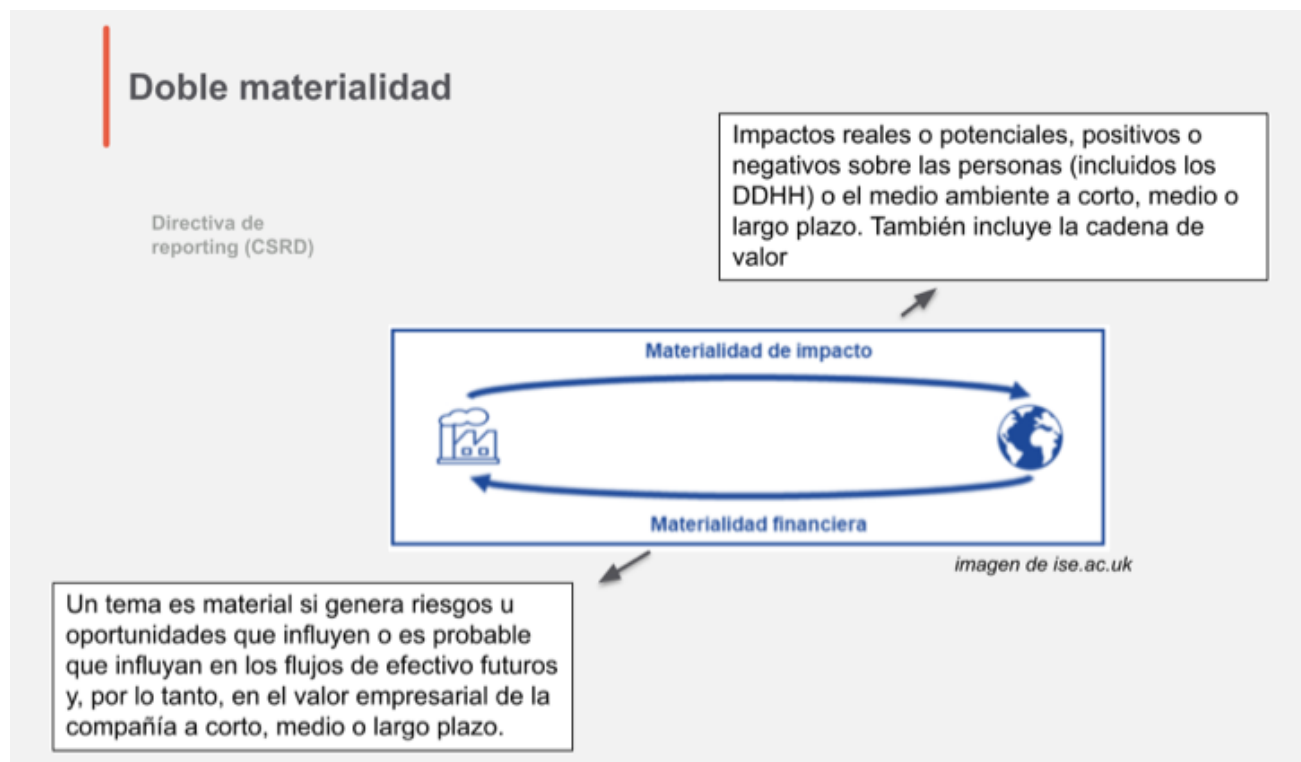 Doble materialidad
Directiva de
reporting (CSRD)
Impactos reales o potenciales, positivos o
negativos sobre las personas (incluidos los
DDHH) o el medio ambiente a corto, medio o
largo plazo. También incluye la cadena de
valor
Materialidad de impacto
Materialidad financiera
imagen de ise.ac.uk
Un tema es material si genera riesgos u
oportunidades que influyen o es probable
que influyan en los flujos de efectivo futuros
y, por lo tanto, en el valor empresarial de la
compañía a corto, medio o largo plazo.